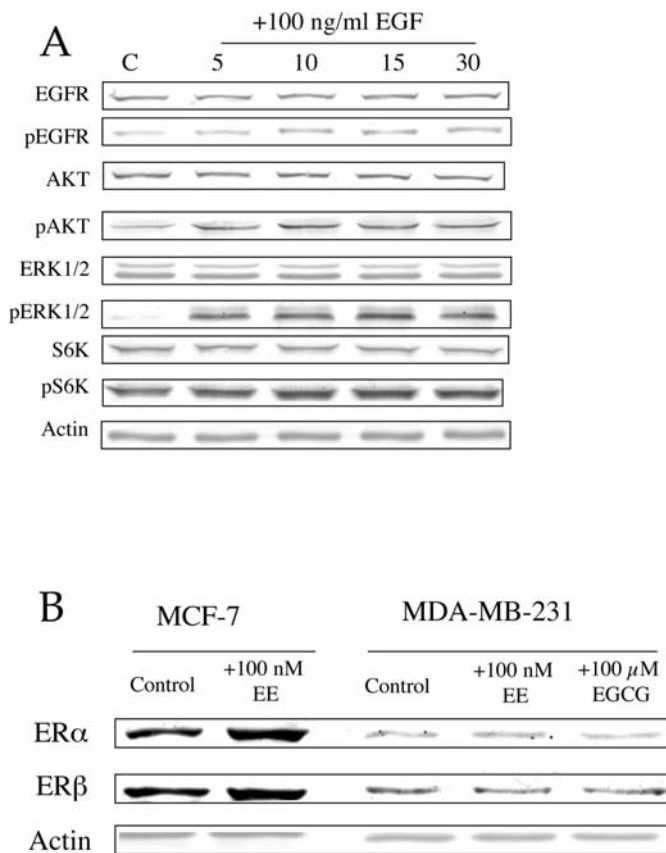 A
+100 ng/ml EGF
C 5 10 15 30
EGFR
pEGFR
AKT
pAKT
ERK1/2
pERK1/2
S6K
pS6K
Actin
B
MCF-7 MDA-MB-231
Control +100 nM EE Control +100 nM EE +100 µM EGCG
ERα
ERβ
Actin